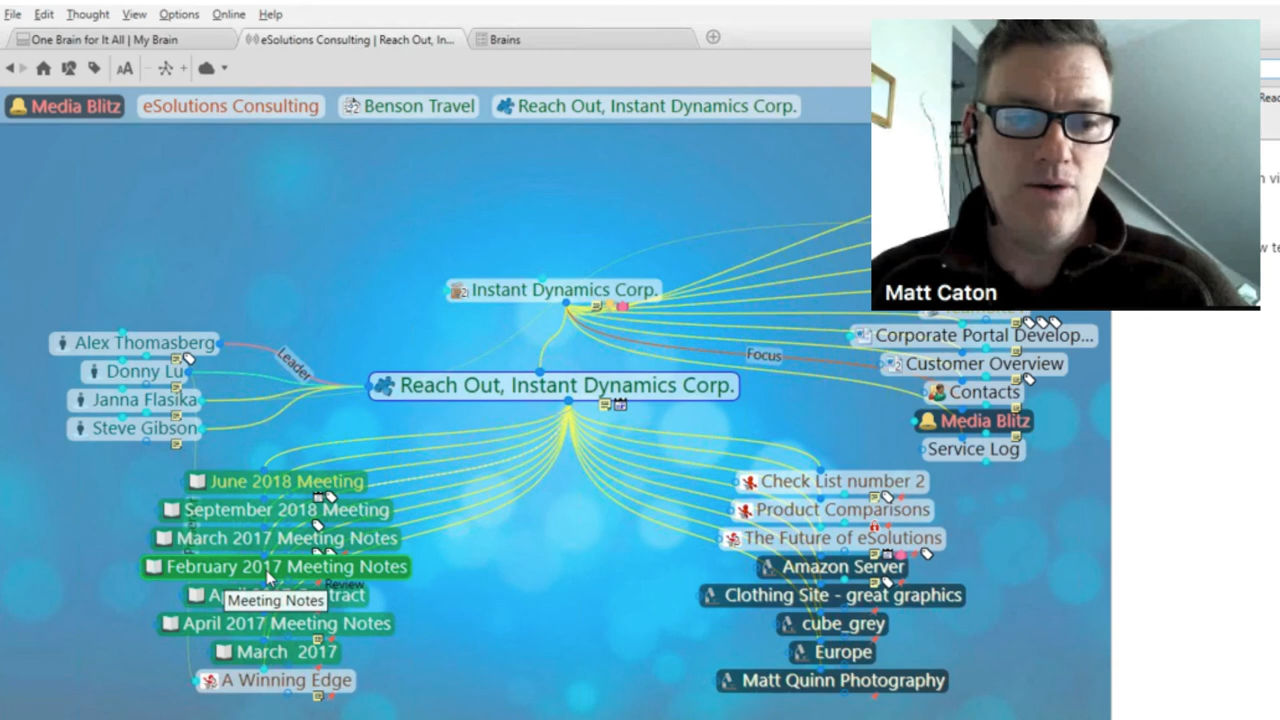 File Edit Thought View Options Online Help
One Brain for It All | My Brain
eSolutions Consulting | Reach Out, In...
Brains
AA
Media Blitz
eSolutions Consulting
Benson Travel
Reach Out, Instant Dynamics Corp.
Matt Caton
Instant Dynamics Corp.
Corporate Portal Develop...
Focus
Customer Overview
Contacts
Media Blitz
Service Log
Alex Thomasberg
Leader
Donny Lu
Janna Flasika
Steve Gibson
Reach Out, Instant Dynamics Corp.
June 2018 Meeting
September 2018 Meeting
March 2017 Meeting Notes
February 2017 Meeting Notes
Review
Meeting Notes
April 2017 Meeting Notes
March 2017
A Winning Edge
Check List number 2
Product Comparisons
The Future of eSolutions
Amazon Server
Clothing Site - great graphics
cube_grey
Europe
Matt Quinn Photography